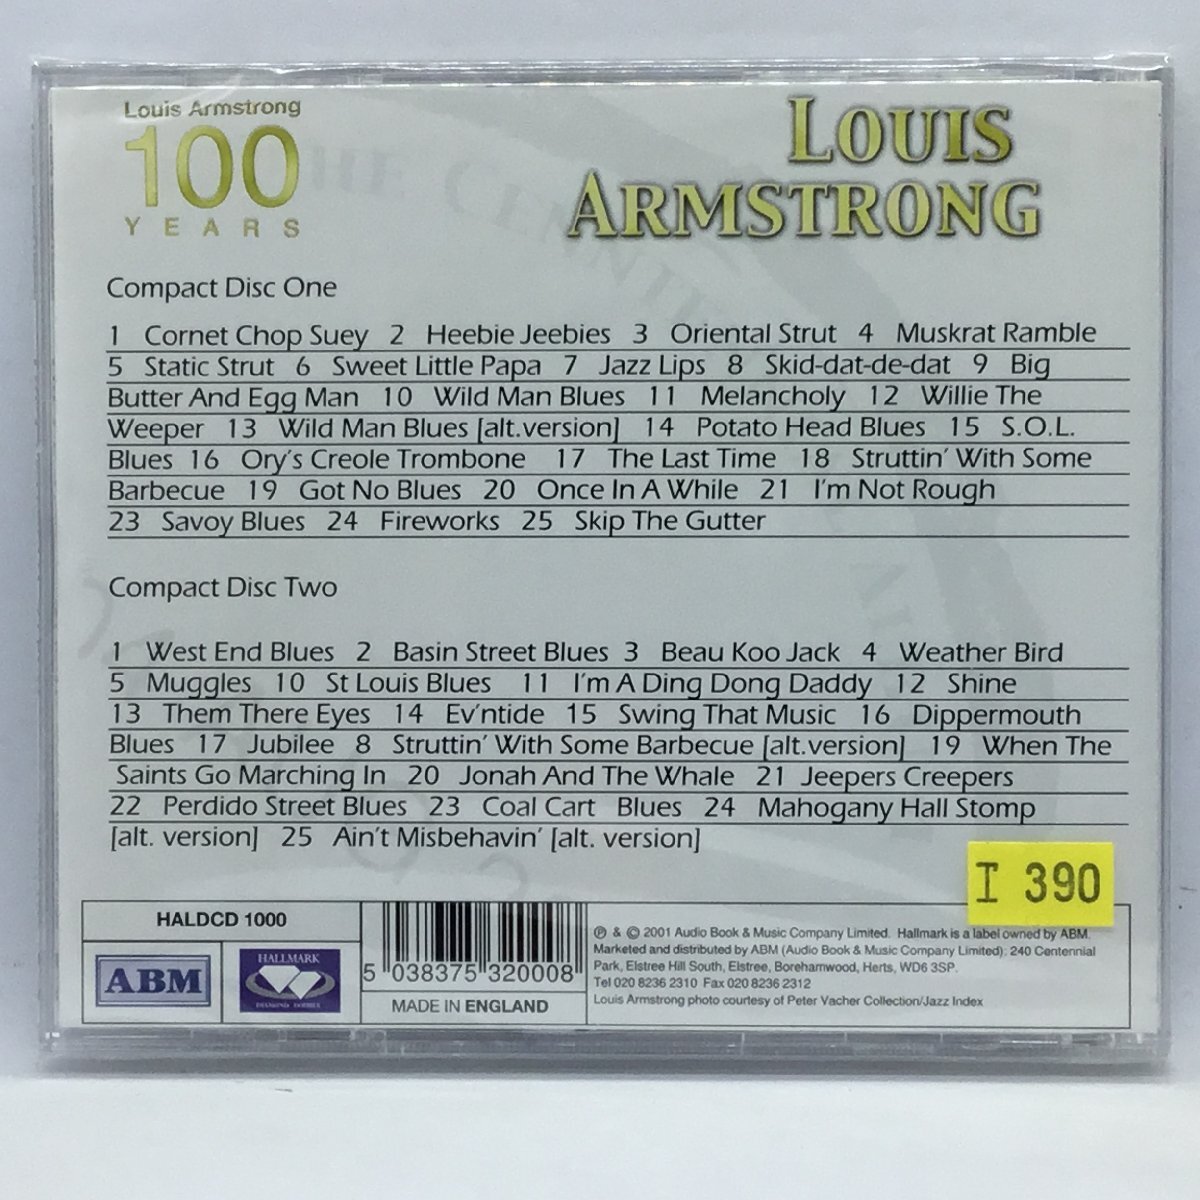 Louis Armstrong
100
YEARS
LOUIS
ARMSTRONG
Compact Disc One
1 Cornet Chop Suey 2 Heebie Jeebies 3 Oriental Strut 4 Muskrat Ramble
5 Static Strut 6 Sweet Little Papa 7 Jazz Lips 8 Skid-dat-de-dat 9 Big
Butter And Egg Man 10 Wild Man Blues 11 Melancholy 12 Willie The
Weeper 13 Wild Man Blues [alt.version] 14 Potato Head Blues 15 S.O.L.
Blues 16 Ory's Creole Trombone 17 The Last Time 18 Struttin' With Some
Barbecue 19 Got No Blues 20 Once In A While 21 I'm Not Rough
23 Savoy Blues 24 Fireworks 25 Skip The Gutter
Compact Disc Two
1 West End Blues 2 Basin Street Blues 3 Beau Koo Jack 4 Weather Bird
5 Muggles 10 St Louis Blues 11 I'm A Ding Dong Daddy 12 Shine
13 Them There Eyes 14 Ev'ntide 15 Swing That Music 16 Dippermouth
Blues 17 Jubilee 8 Struttin' With Some Barbecue [alt.version] 19 When The
Saints Go Marching In 20 Jonah And The Whale 21 Jeepers Creepers
22 Perdido Street Blues 23 Coal Cart Blues 24 Mahogany Hall Stomp
[alt. version] 25 Ain't Misbehavin' [alt. version]
I 390
HALDCD 1000
ABM
HALLMARK
5 038375 320008
MADE IN ENGLAND
℗ & © 2001 Audio Book & Music Company Limited. Hallmark is a label owned by ABM.
Marketed and distributed by ABM (Audio Book & Music Company Limited): 240 Centennial
Park, Elstree Hill South, Elstree, Borehamwood, Herts, WD6 3SP.
Tel 020 8236 2310 Fax 020 8236 2312
Louis Armstrong photo courtesy of Peter Vacher Collection/Jazz Index